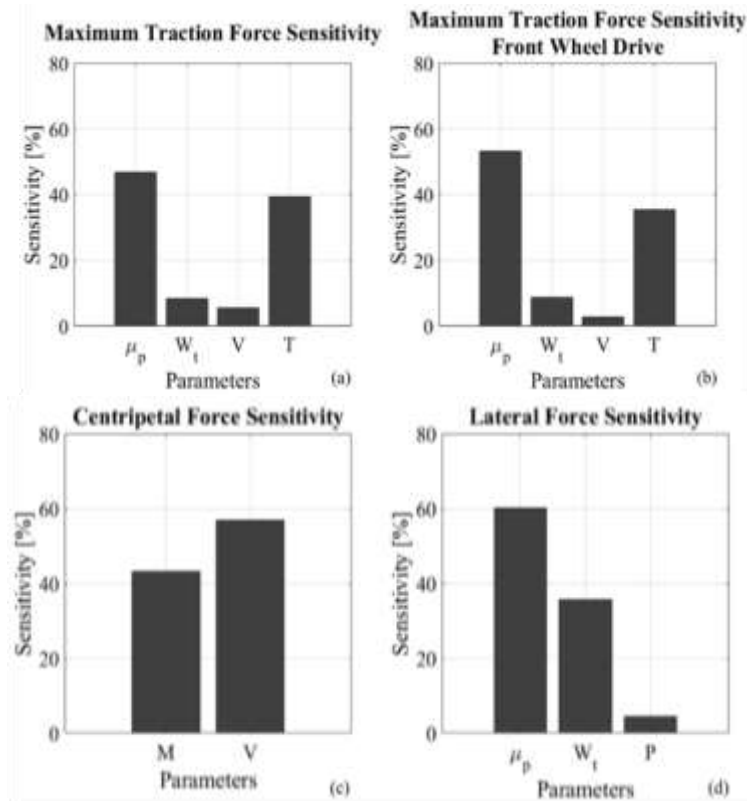 Maximum Traction Force Sensitivity
80
60
40
20
0
Sensitivity [%]
μp Wt V T
Parameters
(a)
Maximum Traction Force Sensitivity
Front Wheel Drive
80
60
40
20
0
Sensitivity [%]
μp Wt V T
Parameters
(b)
Centripetal Force Sensitivity
80
60
40
20
0
Sensitivity [%]
M V
Parameters
(c)
Lateral Force Sensitivity
80
60
40
20
0
Sensitivity [%]
μp Wt P
Parameters
(d)